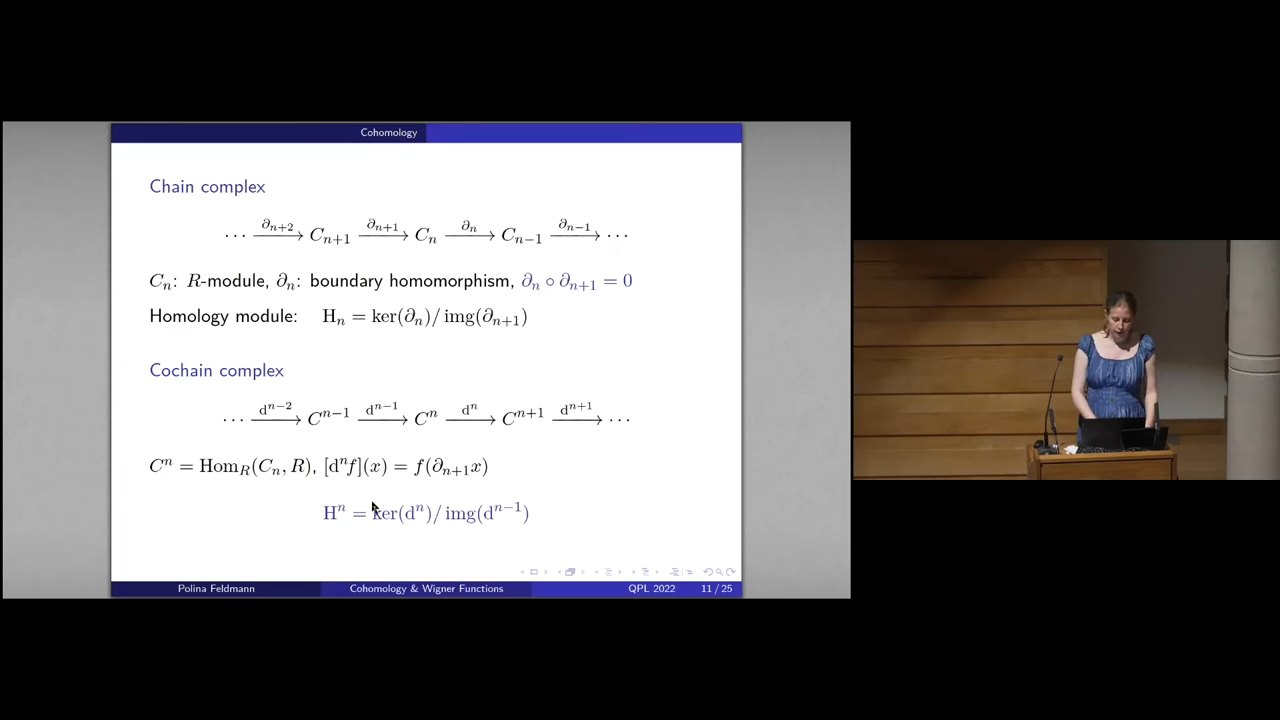 Cohomology
Chain complex
⋯ —∂ₙ₊₂→ Cₙ₊₁ —∂ₙ₊₁→ Cₙ —∂ₙ→ Cₙ₋₁ —∂ₙ₋₁→ ⋯
Cₙ: R-module, ∂ₙ: boundary homomorphism, ∂ₙ ∘ ∂ₙ₊₁ = 0
Homology module: Hₙ = ker(∂ₙ)/ img(∂ₙ₊₁)
Cochain complex
⋯ —dⁿ⁻²→ Cⁿ⁻¹ —dⁿ⁻¹→ Cⁿ —dⁿ→ Cⁿ⁺¹ —dⁿ⁺¹→ ⋯
Cⁿ = Hom_R(Cₙ, R), [dⁿf](x) = f(∂ₙ₊₁x)
Hⁿ = ker(dⁿ)/ img(dⁿ⁻¹)
Polina Feldmann Cohomology & Wigner Functions QPL 2022 11 / 25